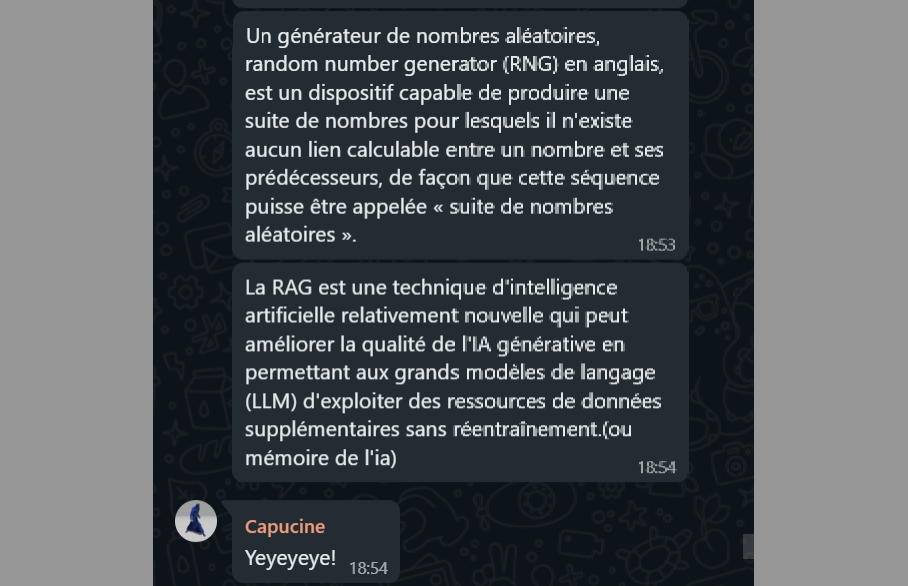 Un générateur de nombres aléatoires,
random number generator (RNG) en anglais,
est un dispositif capable de produire une
suite de nombres pour lesquels il n'existe
aucun lien calculable entre un nombre et ses
prédécesseurs, de façon que cette séquence
puisse être appelée « suite de nombres
aléatoires ».
18:53
La RAG est une technique d'intelligence
artificielle relativement nouvelle qui peut
améliorer la qualité de l'IA générative en
permettant aux grands modèles de langage
(LLM) d'exploiter des ressources de données
supplémentaires sans réentraînement.(ou
mémoire de l'ia)
18:54
Capucine
Yeyeyeye!
18:54